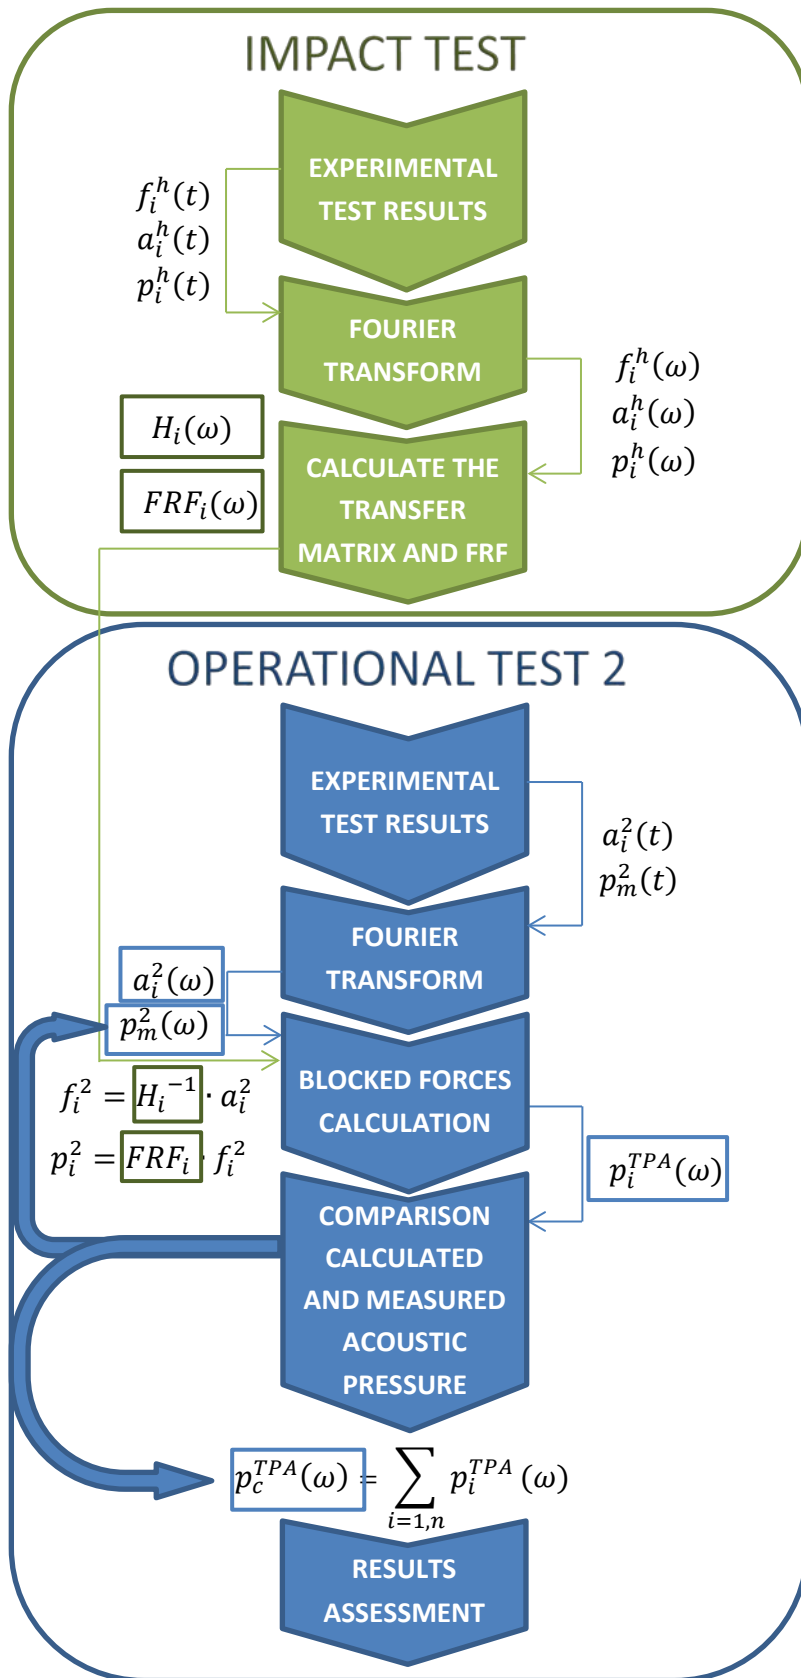 IMPACT TEST
EXPERIMENTAL
TEST RESULTS
f_i^h(t)
a_i^h(t)
p_i^h(t)
FOURIER
TRANSFORM
f_i^h(ω)
a_i^h(ω)
p_i^h(ω)
H_i(ω)
FRF_i(ω)
CALCULATE THE
TRANSFER
MATRIX AND FRF
OPERATIONAL TEST 2
EXPERIMENTAL
TEST RESULTS
a_i^2(t)
p_m^2(t)
FOURIER
TRANSFORM
a_i^2(ω)
p_m^2(ω)
BLOCKED FORCES
CALCULATION
f_i^2 = H_i^{-1} · a_i^2
p_i^2 = FRF_i · f_i^2
p_i^{TPA}(ω)
COMPARISON
CALCULATED
AND MEASURED
ACOUSTIC
PRESSURE
p_c^{TPA}(ω) = ∑_{i=1,n} p_i^{TPA}(ω)
RESULTS
ASSESSMENT